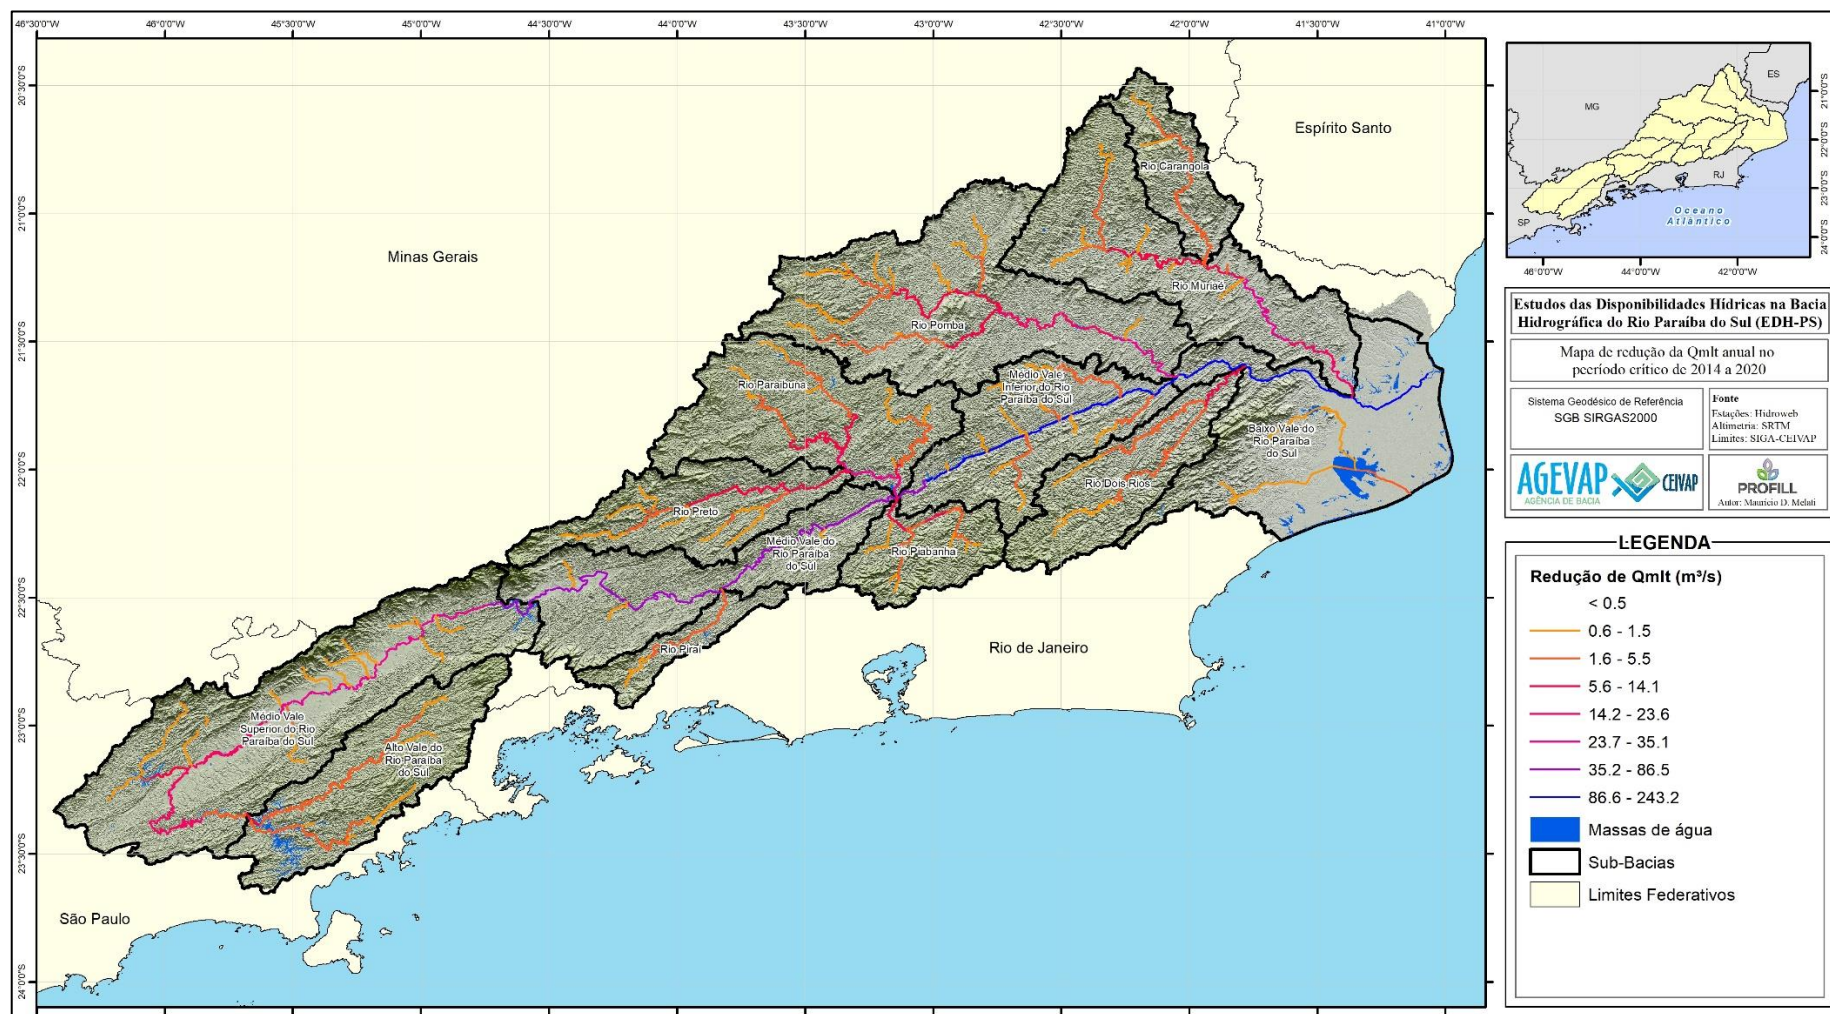 46°30'0"W 46°0'0"W 45°30'0"W 45°0'0"W 44°30'0"W 44°0'0"W 43°30'0"W 43°0'0"W 42°30'0"W 42°0'0"W 41°30'0"W 41°0'0"W
20°30'0"S
21°0'0"S
21°30'0"S
22°0'0"S
22°30'0"S
23°0'0"S
23°30'0"S
24°0'0"S
Espírito Santo
Minas Gerais
Rio de Janeiro
São Paulo
Rio Carangola
Rio Muriaé
Rio Pomba
Rio Paraibuna
Médio Vale
Inferior do Rio
Paraíba do Sul
Baixo Vale do
Rio Paraíba
do Sul
Rio Dois Rios
Rio Preto
Médio Vale do
Rio Paraíba
do Sul
Rio Piabanha
Rio Piraí
Médio Vale
Superior do Rio
Paraíba do Sul
Alto Vale do
Rio Paraíba
do Sul
ES
MG
RJ
SP
Oceano
Atlântico
21°0'0"S
22°0'0"S
23°0'0"S
24°0'0"S
46°0'0"W 44°0'0"W 42°0'0"W
Estudos das Disponibilidades Hídricas na Bacia
Hidrográfica do Rio Paraíba do Sul (EDH-PS)
Mapa de redução da Qmlt anual no
pecríodo crítico de 2014 a 2020
Sistema Geodésico de Referência
SGB SIRGAS2000
Fonte
Estações: Hidroweb
Altimetria: SRTM
Limites: SIGA-CEIVAP
AGEVAP
AGÊNCIA DE BACIA
CEIVAP
PROFILL
Autor: Maurício D. Melati
LEGENDA
Redução de Qmlt (m³/s)
< 0.5
0.6 - 1.5
1.6 - 5.5
5.6 - 14.1
14.2 - 23.6
23.7 - 35.1
35.2 - 86.5
86.6 - 243.2
Massas de água
Sub-Bacias
Limites Federativos